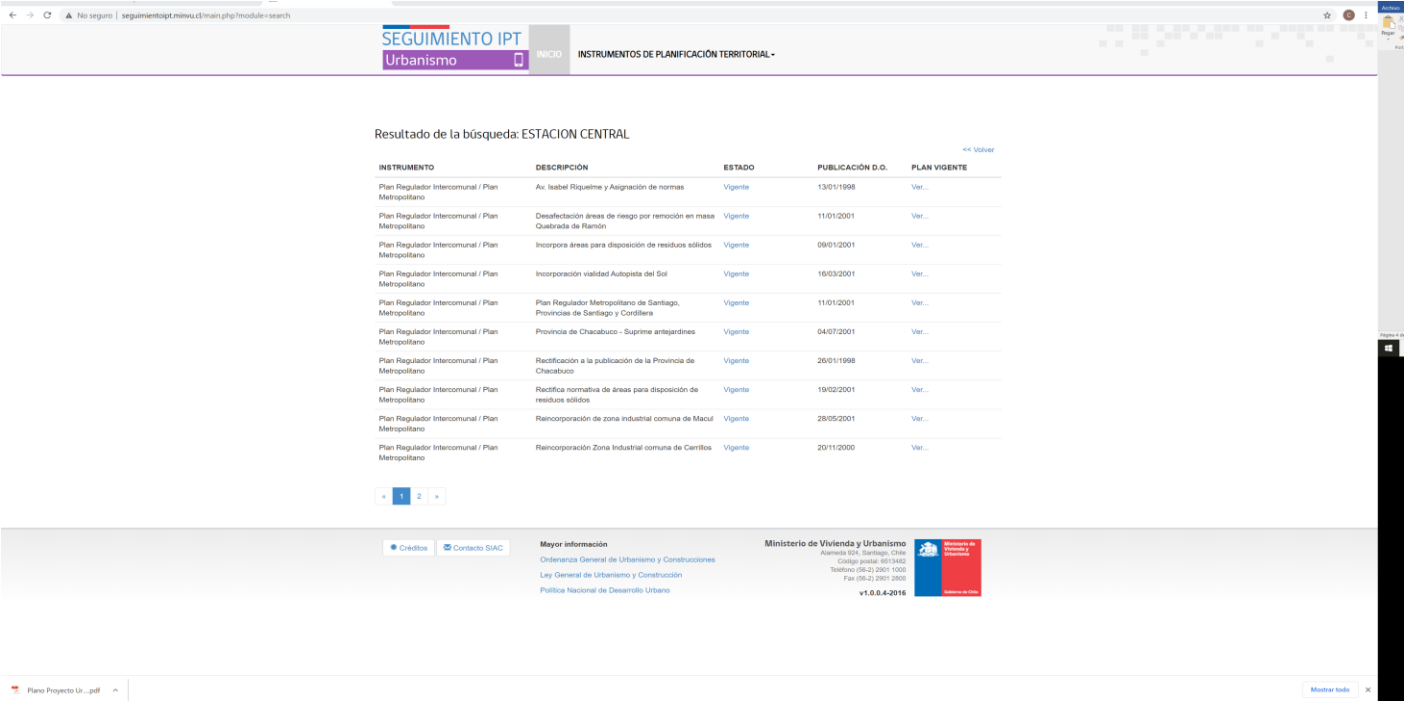 No seguro | seguimientoipt.minvu.cl/main.php?module=search
Archivo
Pegar
SEGUIMIENTO IPT
Urbanismo
INICIO
INSTRUMENTOS DE PLANIFICACIÓN TERRITORIAL
Resultado de la búsqueda: ESTACION CENTRAL
<< Volver
INSTRUMENTO DESCRIPCIÓN ESTADO PUBLICACIÓN D.O. PLAN VIGENTE
Plan Regulador Intercomunal / Plan Av. Isabel Riquelme y Asignación de normas Vigente 13/01/1998 Ver...
Metropolitano
Plan Regulador Intercomunal / Plan Desafectación áreas de riesgo por remoción en masa Vigente 11/01/2001 Ver...
Metropolitano Quebrada de Ramón
Plan Regulador Intercomunal / Plan Incorpora áreas para disposición de residuos sólidos Vigente 09/01/2001 Ver...
Metropolitano
Plan Regulador Intercomunal / Plan Incorporación vialidad Autopista del Sol Vigente 16/03/2001 Ver...
Metropolitano
Plan Regulador Intercomunal / Plan Plan Regulador Metropolitano de Santiago, Vigente 11/01/2001 Ver...
Metropolitano Provincias de Santiago y Cordillera
Plan Regulador Intercomunal / Plan Provincia de Chacabuco - Suprime antejardines Vigente 04/07/2001 Ver...
Metropolitano
Plan Regulador Intercomunal / Plan Rectificación a la publicación de la Provincia de Vigente 26/01/1998 Ver...
Metropolitano Chacabuco
Plan Regulador Intercomunal / Plan Rectifica normativa de áreas para disposición de Vigente 19/02/2001 Ver...
Metropolitano residuos sólidos
Plan Regulador Intercomunal / Plan Reincorporación de zona industrial comuna de Macul Vigente 28/05/2001 Ver...
Metropolitano
Plan Regulador Intercomunal / Plan Reincorporación Zona Industrial comuna de Cerrillos Vigente 20/11/2000 Ver...
Metropolitano
« 1 2 »
Créditos
Contacto SIAC
Mayor información
Ordenanza General de Urbanismo y Construcciones
Ley General de Urbanismo y Construcción
Política Nacional de Desarrollo Urbano
Ministerio de Vivienda y Urbanismo
Alameda 924, Santiago, Chile
Código postal: 6513482
Teléfono (56-2) 2901 1000
Fax (56-2) 2901 2800
v1.0.0.4-2016
Ministerio de
Vivienda y
Urbanismo
Gobierno de Chile
Plano Proyecto Ur....pdf
Mostrar todo